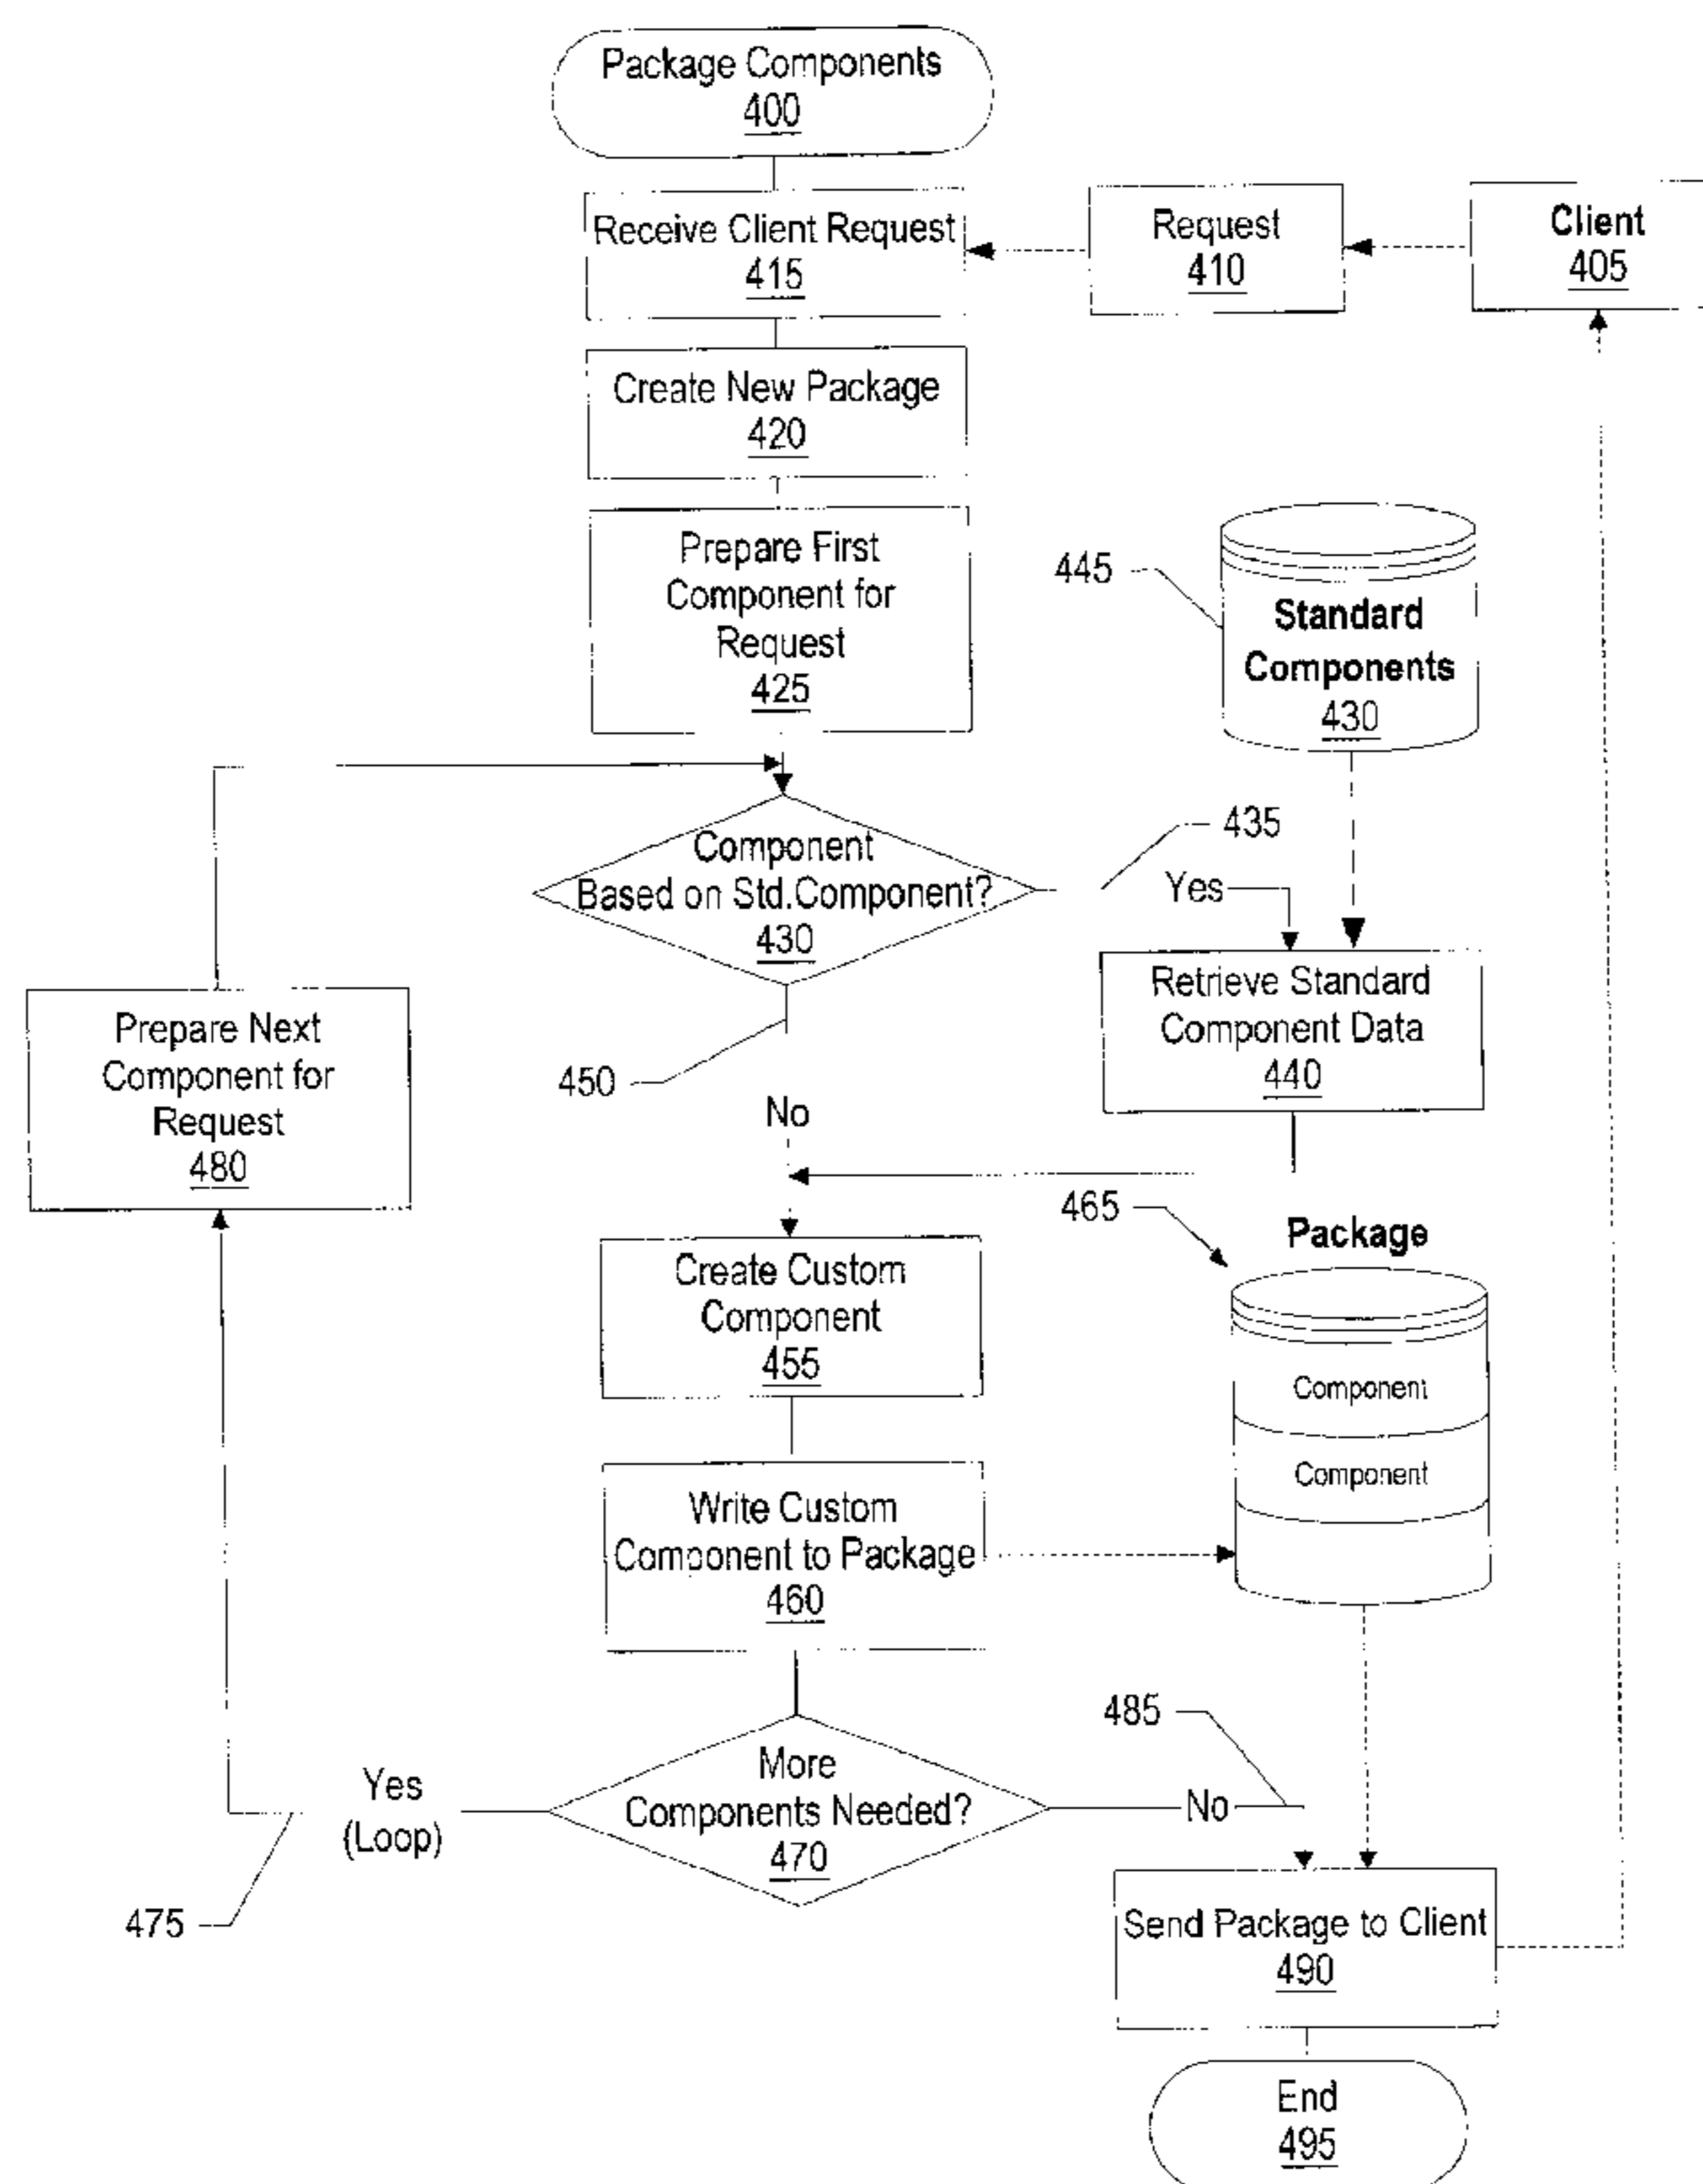 Package Components
400
Receive Client Request
415
Request
410
Client
405
Create New Package
420
Prepare First
Component for
Request
425
445
Standard
Components
430
435
Component
Based on Std.Component?
430
Yes
Retrieve Standard
Component Data
440
Prepare Next
Component for
Request
480
450
No
465
Package
Create Custom
Component
455
Component
Component
Write Custom
Component to Package
460
485
More
Components Needed?
470
Yes
(Loop)
No
475
Send Package to Client
490
End
495